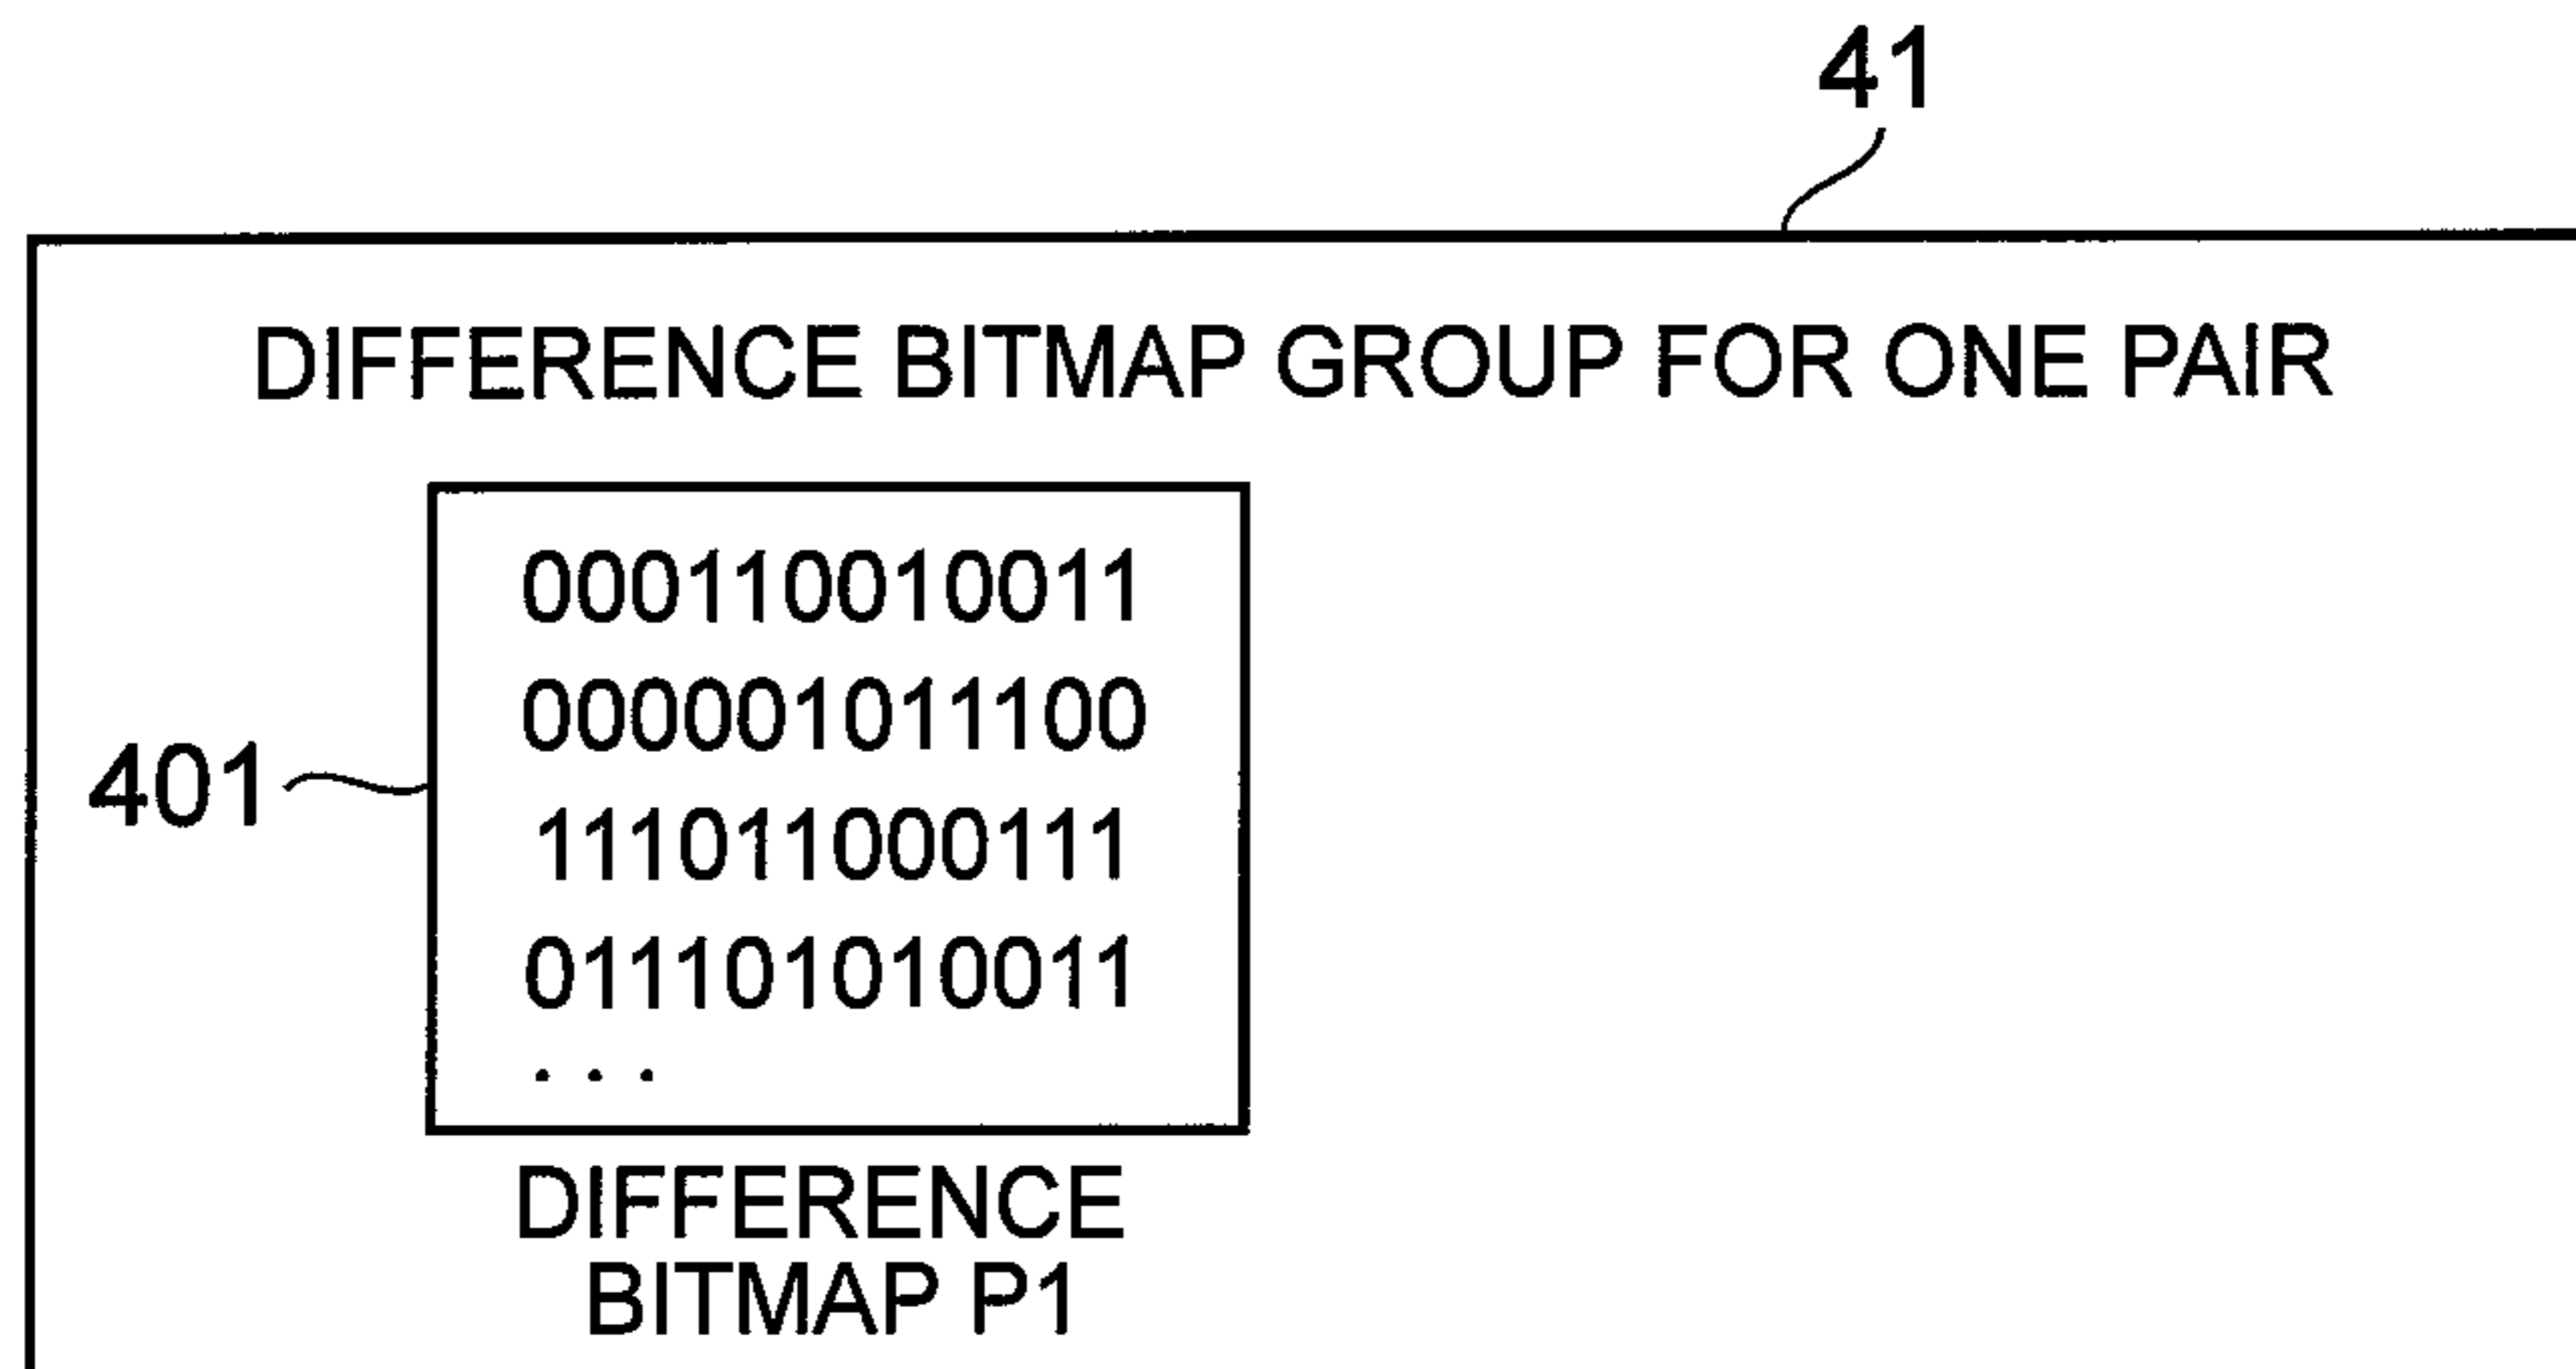 41
DIFFERENCE BITMAP GROUP FOR ONE PAIR
000110010011
000001011100
401
111011000111
011101010011
. . .
DIFFERENCE
BITMAP P1